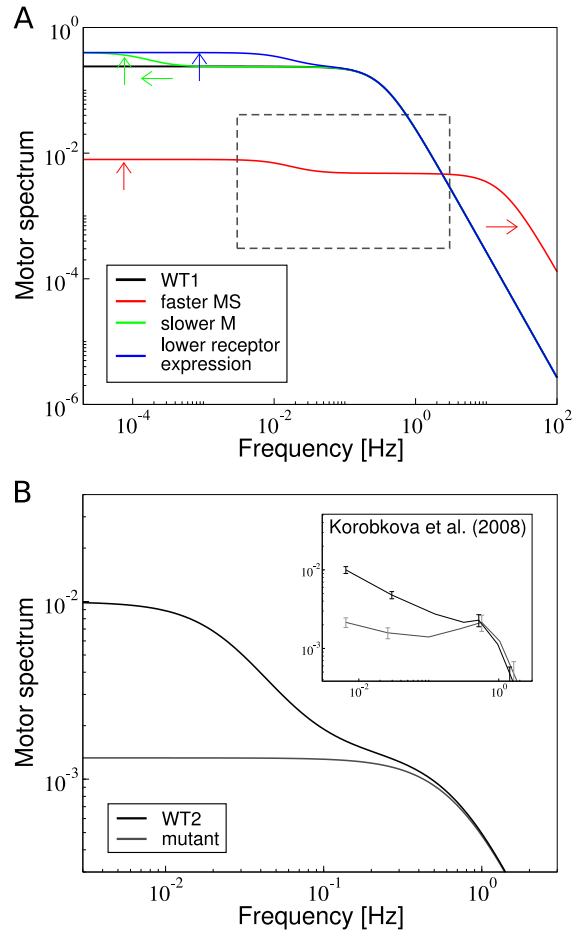 A
10^0
10^-2
10^-4
10^-6
Motor spectrum
WT1
faster MS
slower M
lower receptor
expression
10^-4
10^-2
10^0
10^2
Frequency [Hz]
B
10^-2
10^-3
Motor spectrum
Korobkova et al. (2008)
10^-2
10^-3
10^-2
10^0
WT2
mutant
10^-2
10^-1
10^0
Frequency [Hz]